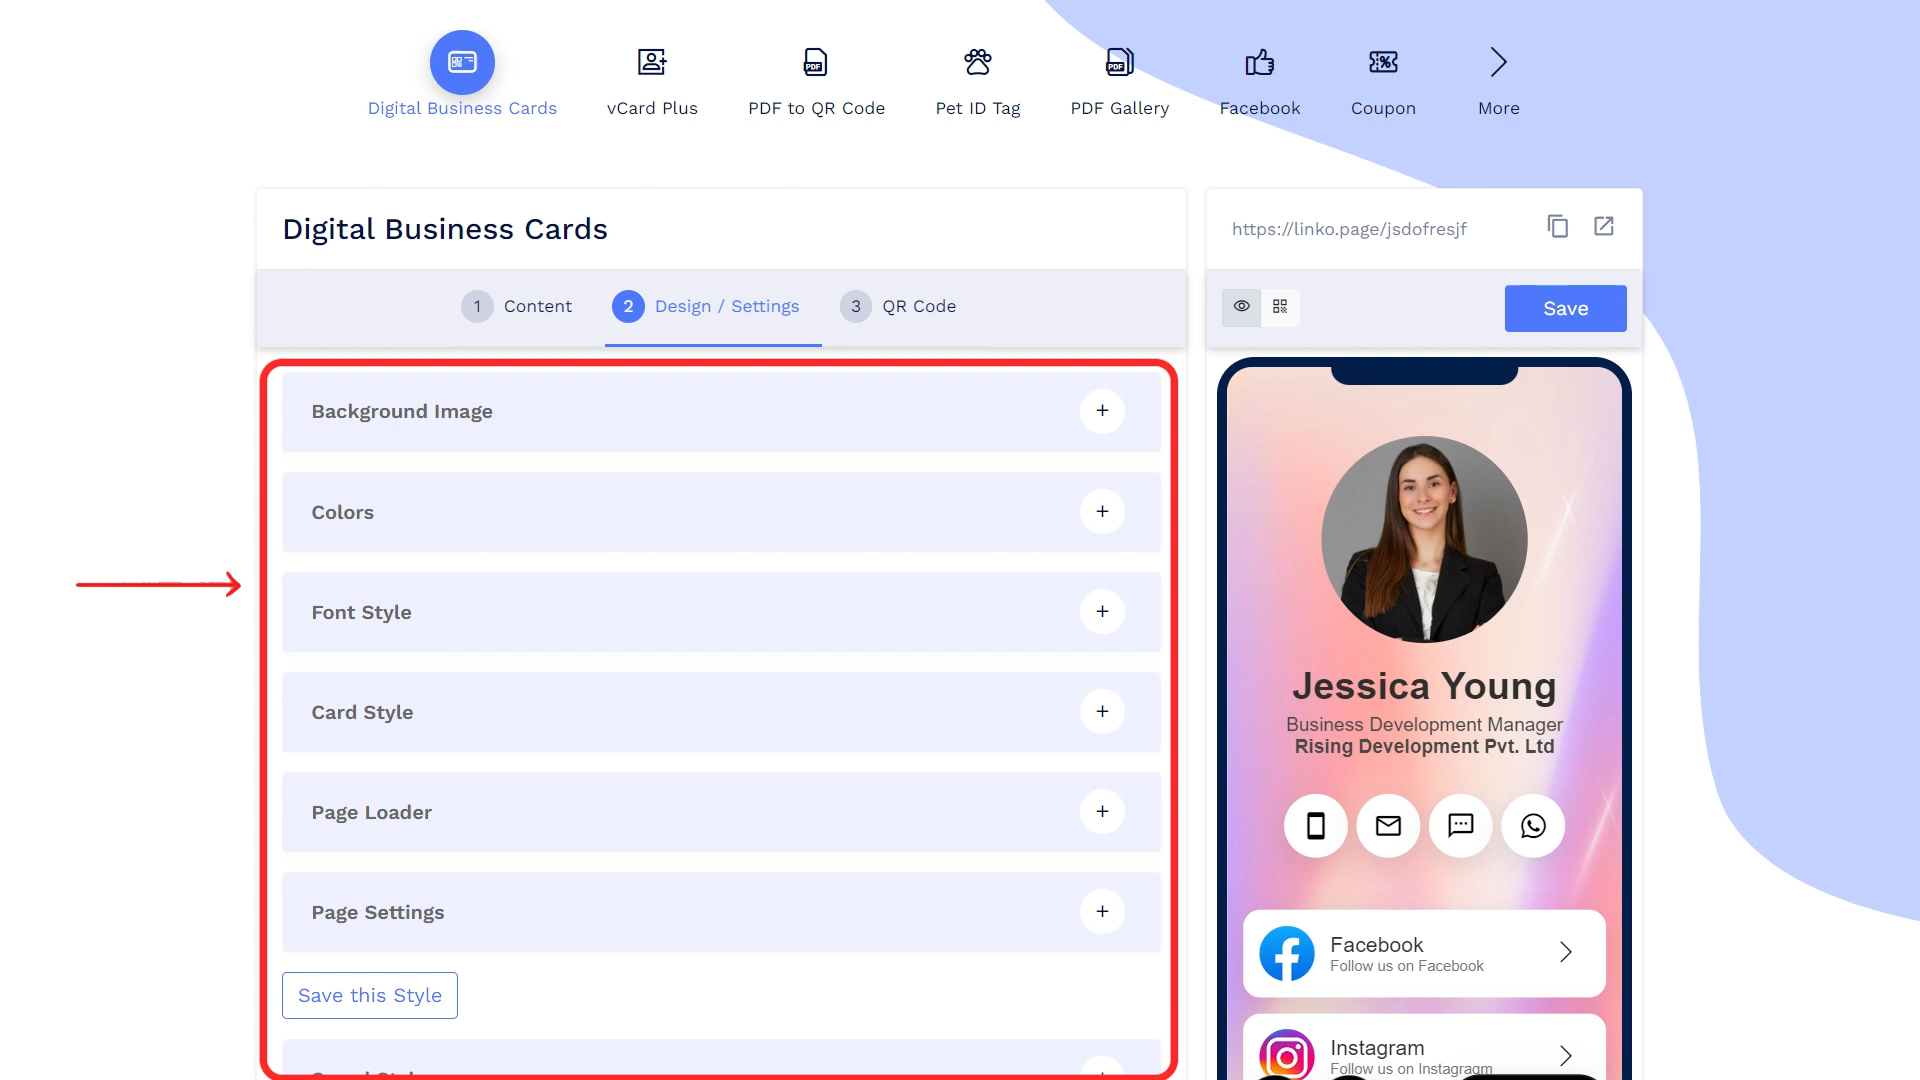 Digital Business Cards
vCard Plus
PDF to QR Code
Pet ID Tag
PDF Gallery
Facebook
Coupon
More
Digital Business Cards
1 Content
2 Design / Settings
3 QR Code
Background Image
Colors
Font Style
Card Style
Page Loader
Page Settings
Save this Style
https://linko.page/jsdofresjf
Save
Jessica Young
Business Development Manager
Rising Development Pvt. Ltd
Facebook
Follow us on Facebook
Instagram
Follow us on Instagragm